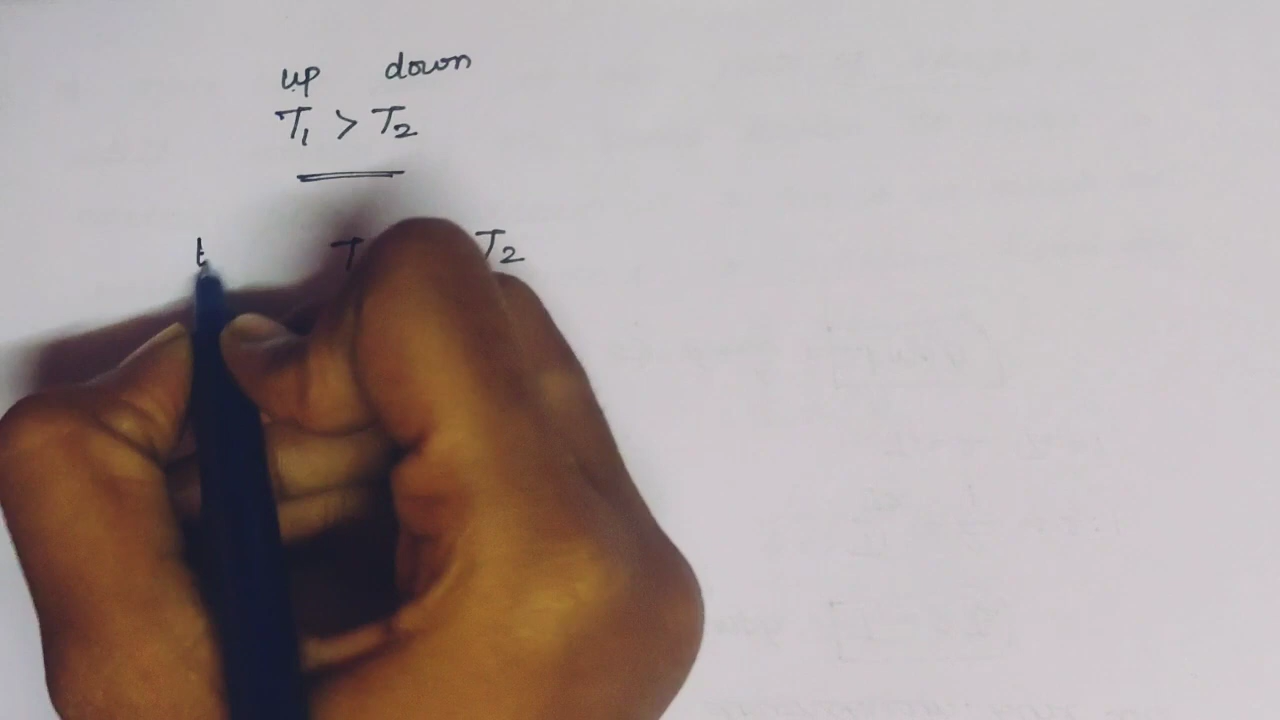 up down
T₁ > T₂
t T T₂